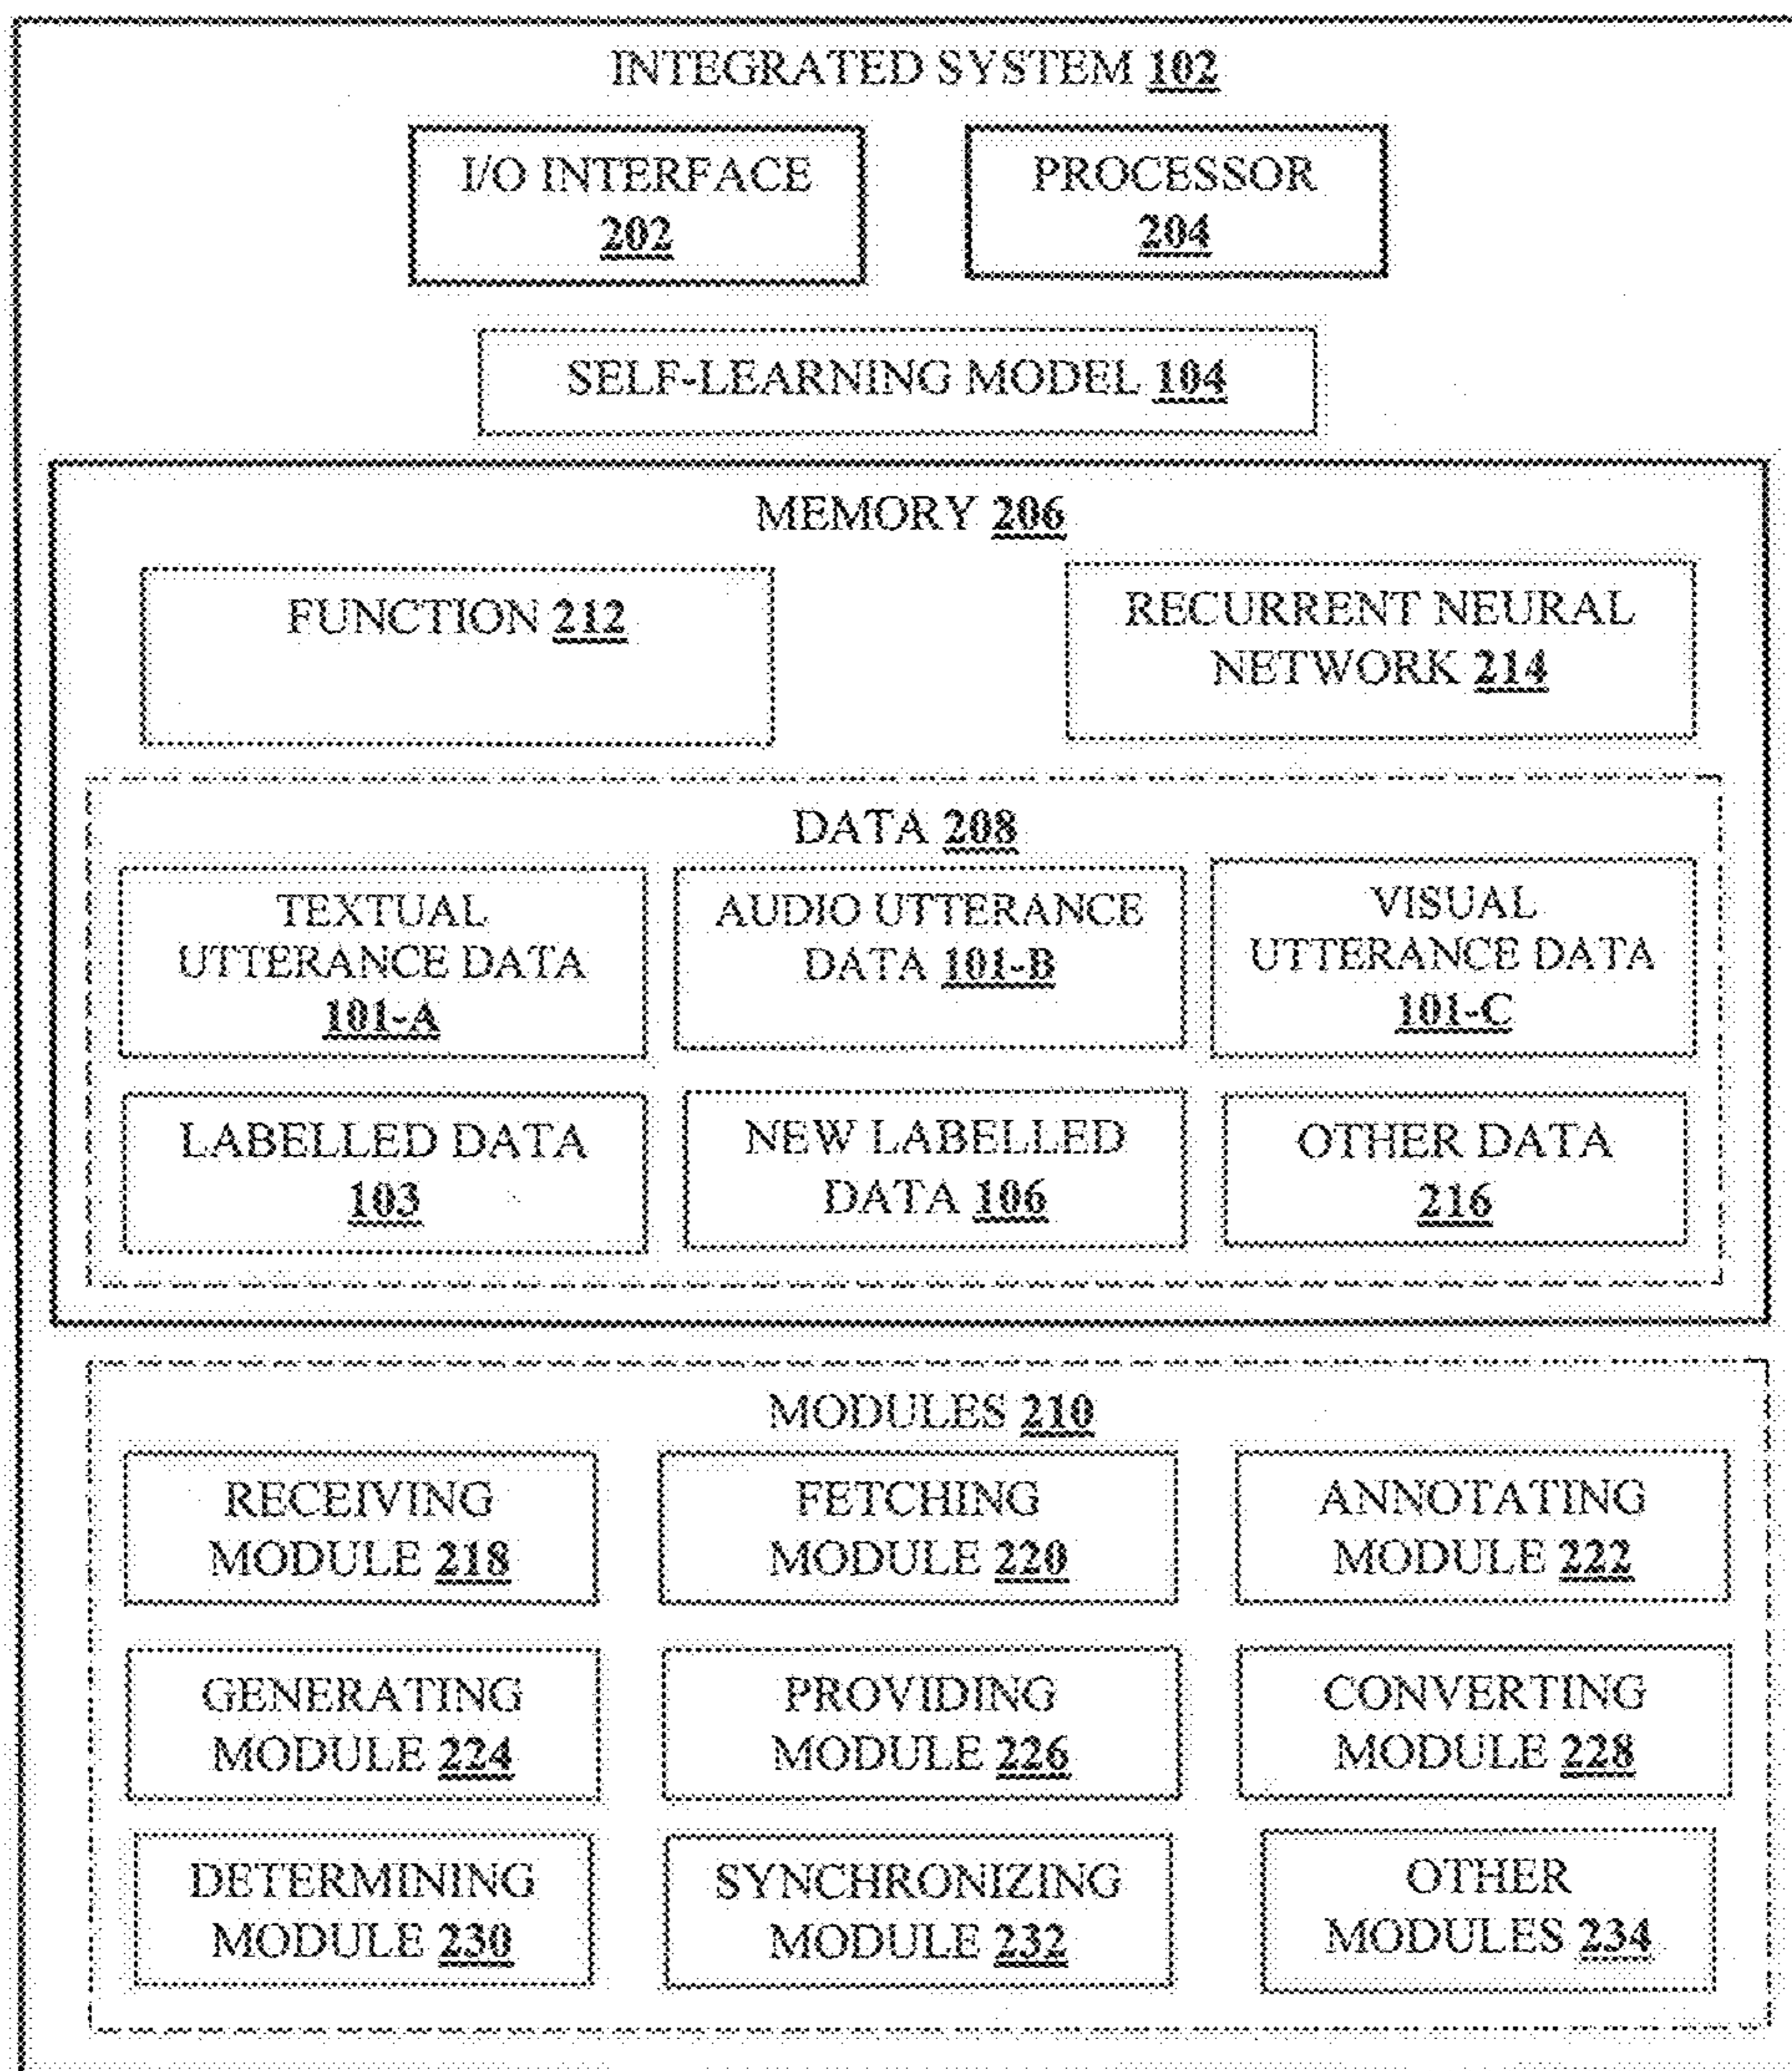 INTEGRATED SYSTEM 102
I/O INTERFACE
202
PROCESSOR
204
SELF-LEARNING MODEL 104
MEMORY 206
FUNCTION 212
RECURRENT NEURAL
NETWORK 214
DATA 208
TEXTUAL
UTTERANCE DATA
101-A
AUDIO UTTERANCE
DATA 101-B
VISUAL
UTTERANCE DATA
101-C
LABELLED DATA
103
NEW LABELLED
DATA 106
OTHER DATA
216
MODULES 210
RECEIVING
MODULE 218
FETCHING
MODULE 220
ANNOTATING
MODULE 222
GENERATING
MODULE 224
PROVIDING
MODULE 226
CONVERTING
MODULE 228
DETERMINING
MODULE 230
SYNCHRONIZING
MODULE 232
OTHER
MODULES 234